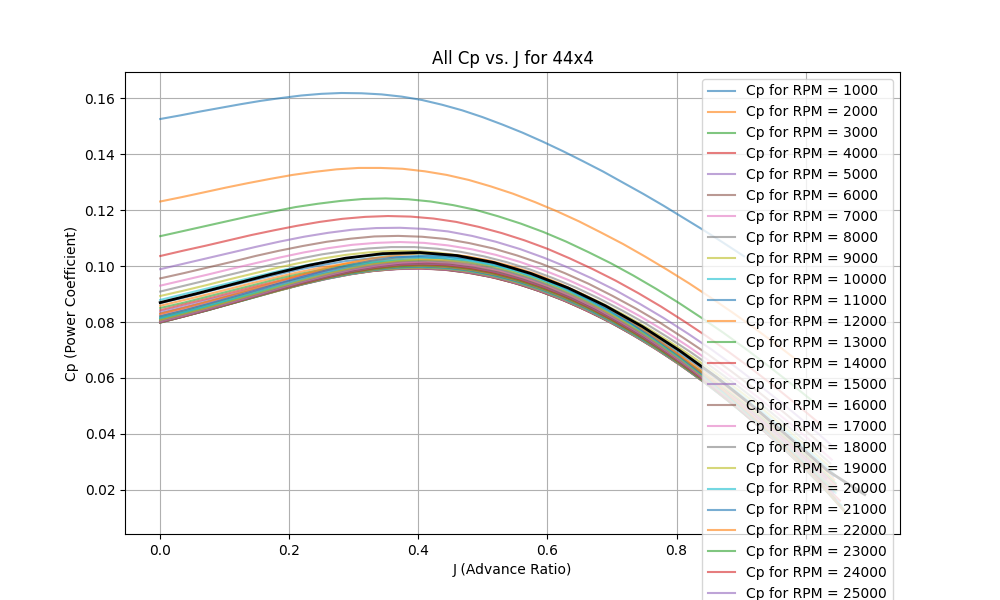 All Cp vs. J for 44x4
Cp (Power Coefficient)
0.16
0.14
0.12
0.10
0.08
0.06
0.04
0.02
0.0
0.2
0.4
0.6
0.8
J (Advance Ratio)
Cp for RPM = 1000
Cp for RPM = 2000
Cp for RPM = 3000
Cp for RPM = 4000
Cp for RPM = 5000
Cp for RPM = 6000
Cp for RPM = 7000
Cp for RPM = 8000
Cp for RPM = 9000
Cp for RPM = 10000
Cp for RPM = 11000
Cp for RPM = 12000
Cp for RPM = 13000
Cp for RPM = 14000
Cp for RPM = 15000
Cp for RPM = 16000
Cp for RPM = 17000
Cp for RPM = 18000
Cp for RPM = 19000
Cp for RPM = 20000
Cp for RPM = 21000
Cp for RPM = 22000
Cp for RPM = 23000
Cp for RPM = 24000
Cp for RPM = 25000